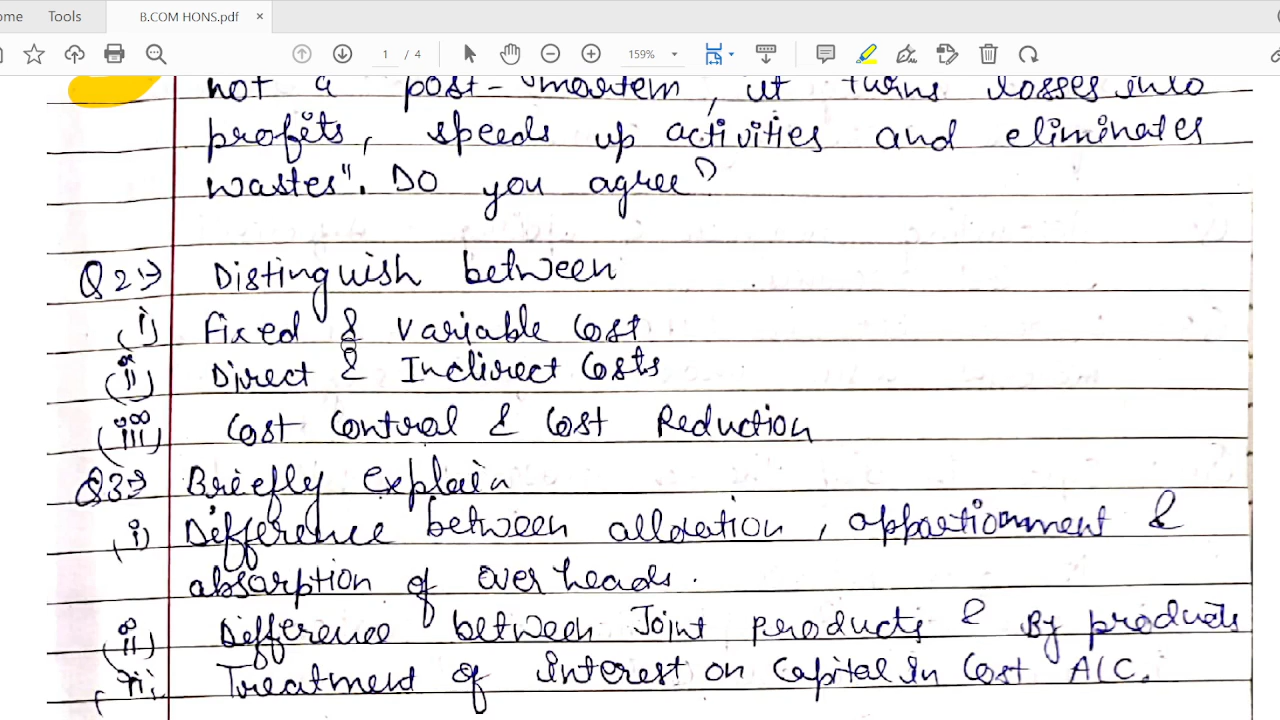 ome Tools B.COM HONS.pdf ×
1 / 4 159%
not a post-mortem, it turns losses into
profits, speeds up activities and eliminates
wastes". Do you agree?
Q2:→ Distinguish between
(i) Fixed & Variable Cost
(ii) Direct & Indirect Costs
(iii) Cost Control & Cost Reduction
Q3:→ Briefly explain
(i) Difference between allocation, apportionment &
absorption of overheads.
(ii) Difference between Joint products & By products
iii Treatment of interest on Capital in Cost A/C.